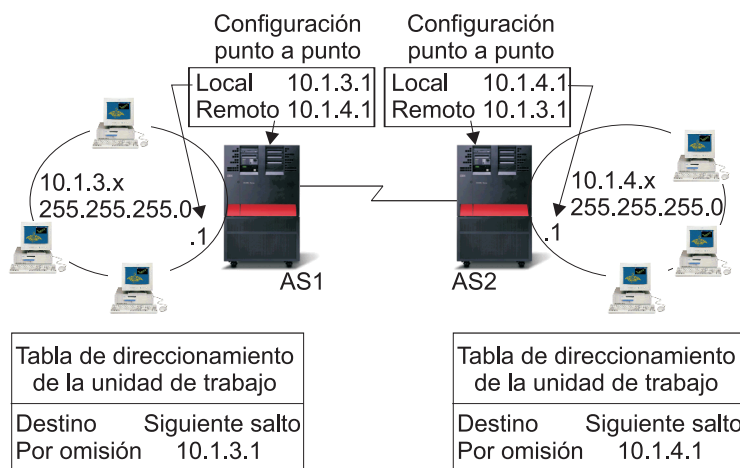 Configuración
punto a punto
Local 10.1.3.1
Remoto 10.1.4.1
Configuración
punto a punto
Local 10.1.4.1
Remoto 10.1.3.1
10.1.3.x
255.255.255.0
.1
AS1
AS2
10.1.4.x
255.255.255.0
.1
Tabla de direccionamiento
de la unidad de trabajo
Destino Siguiente salto
Por omisión 10.1.3.1
Tabla de direccionamiento
de la unidad de trabajo
Destino Siguiente salto
Por omisión 10.1.4.1